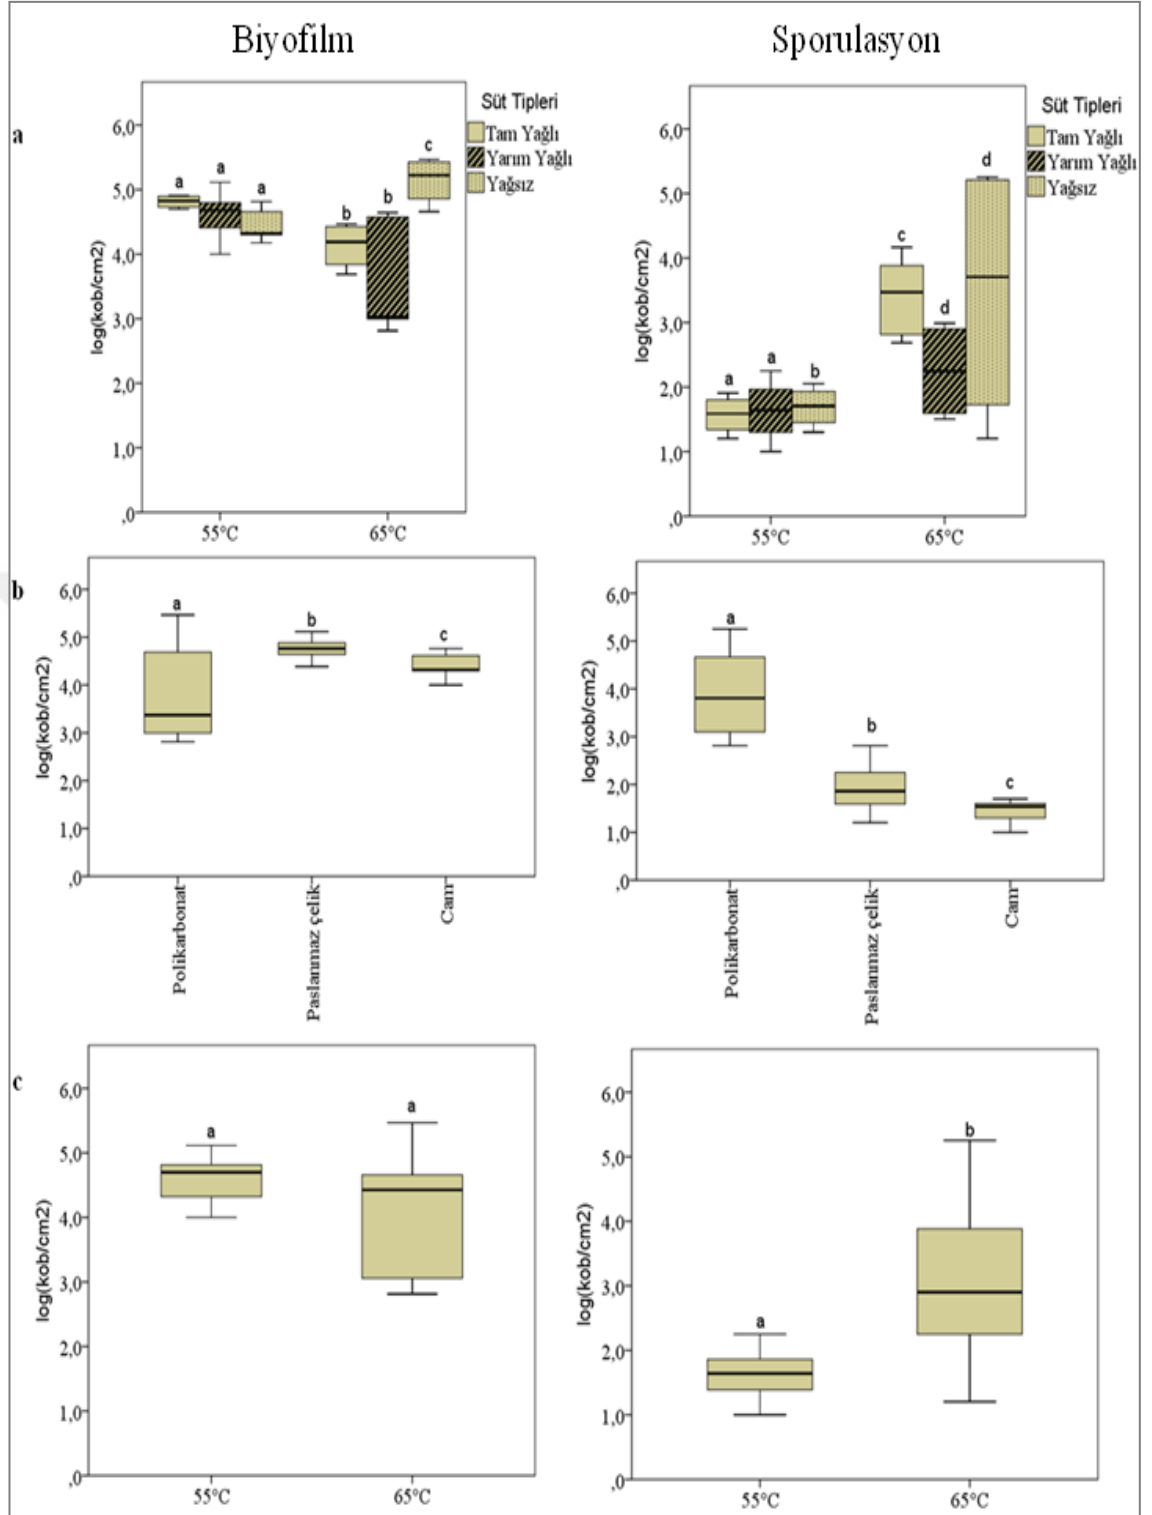 Biyofilm
Sporulasyon
a
Süt Tipleri
Tam Yağlı
Yarım Yağlı
Yağsız
log(kob/cm2)
6,0
5,0
4,0
3,0
2,0
1,0
,0
a
a
a
b
b
c
55°C
65°C
Süt Tipleri
Tam Yağlı
Yarım Yağlı
Yağsız
log(kob/cm2)
6,0
5,0
4,0
3,0
2,0
1,0
,0
a
a
b
c
d
d
55°C
65°C
b
log(kob/cm2)
6,0
5,0
4,0
3,0
2,0
1,0
,0
a
b
c
Polikarbonat
Paslanmaz çelik
Cam
log(kob/cm2)
6,0
5,0
4,0
3,0
2,0
1,0
,0
a
b
c
Polikarbonat
Paslanmaz çelik
Cam
c
log(kob/cm2)
6,0
5,0
4,0
3,0
2,0
1,0
,0
a
a
55°C
65°C
log(kob/cm2)
6,0
5,0
4,0
3,0
2,0
1,0
,0
a
b
55°C
65°C